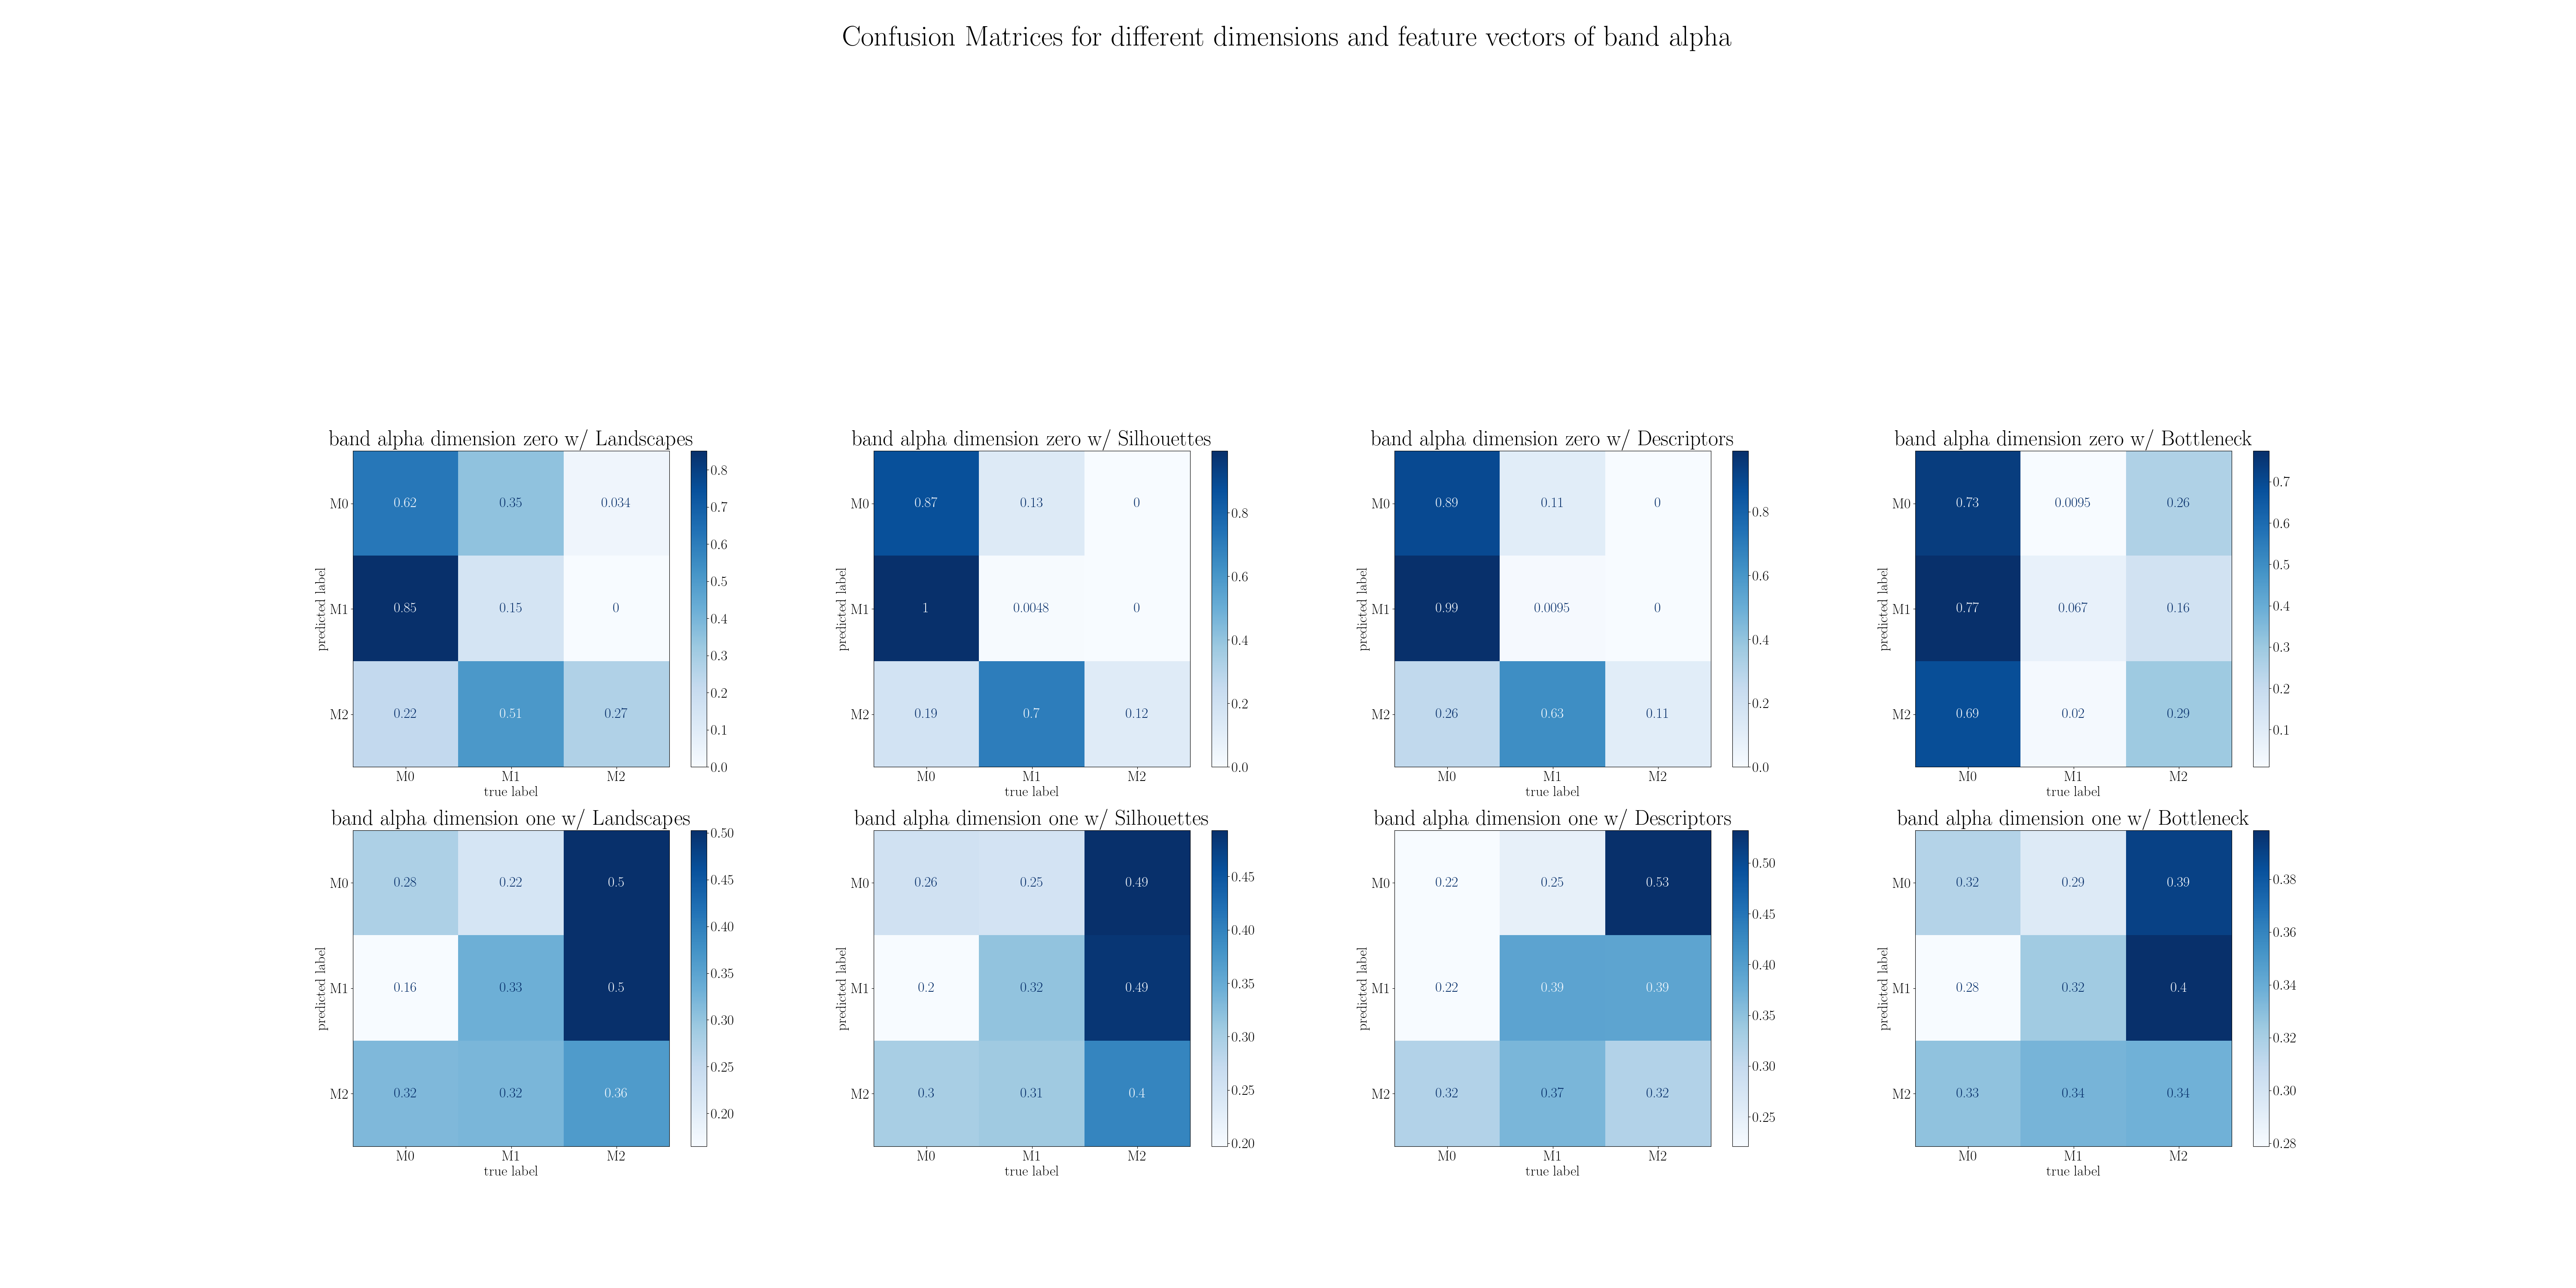 Confusion Matrices for different dimensions and feature vectors of band alpha
band alpha dimension zero w/ Landscapes
predicted label
M0 0.62 0.35 0.034
M1 0.85 0.15 0
M2 0.22 0.51 0.27
M0 M1 M2
true label
0.8
0.7
0.6
0.5
0.4
0.3
0.2
0.1
0.0
band alpha dimension zero w/ Silhouettes
predicted label
M0 0.87 0.13 0
M1 1 0.0048 0
M2 0.19 0.7 0.12
M0 M1 M2
true label
0.8
0.6
0.4
0.2
0.0
band alpha dimension zero w/ Descriptors
predicted label
M0 0.89 0.11 0
M1 0.99 0.0095 0
M2 0.26 0.63 0.11
M0 M1 M2
true label
0.8
0.6
0.4
0.2
0.0
band alpha dimension zero w/ Bottleneck
predicted label
M0 0.73 0.0095 0.26
M1 0.77 0.067 0.16
M2 0.69 0.02 0.29
M0 M1 M2
true label
0.7
0.6
0.5
0.4
0.3
0.2
0.1
band alpha dimension one w/ Landscapes
predicted label
M0 0.28 0.22 0.5
M1 0.16 0.33 0.5
M2 0.32 0.32 0.36
M0 M1 M2
true label
0.50
0.45
0.40
0.35
0.30
0.25
0.20
band alpha dimension one w/ Silhouettes
predicted label
M0 0.26 0.25 0.49
M1 0.2 0.32 0.49
M2 0.3 0.31 0.4
M0 M1 M2
true label
0.45
0.40
0.35
0.30
0.25
0.20
band alpha dimension one w/ Descriptors
predicted label
M0 0.22 0.25 0.53
M1 0.22 0.39 0.39
M2 0.32 0.37 0.32
M0 M1 M2
true label
0.50
0.45
0.40
0.35
0.30
0.25
band alpha dimension one w/ Bottleneck
predicted label
M0 0.32 0.29 0.39
M1 0.28 0.32 0.4
M2 0.33 0.34 0.34
M0 M1 M2
true label
0.38
0.36
0.34
0.32
0.30
0.28